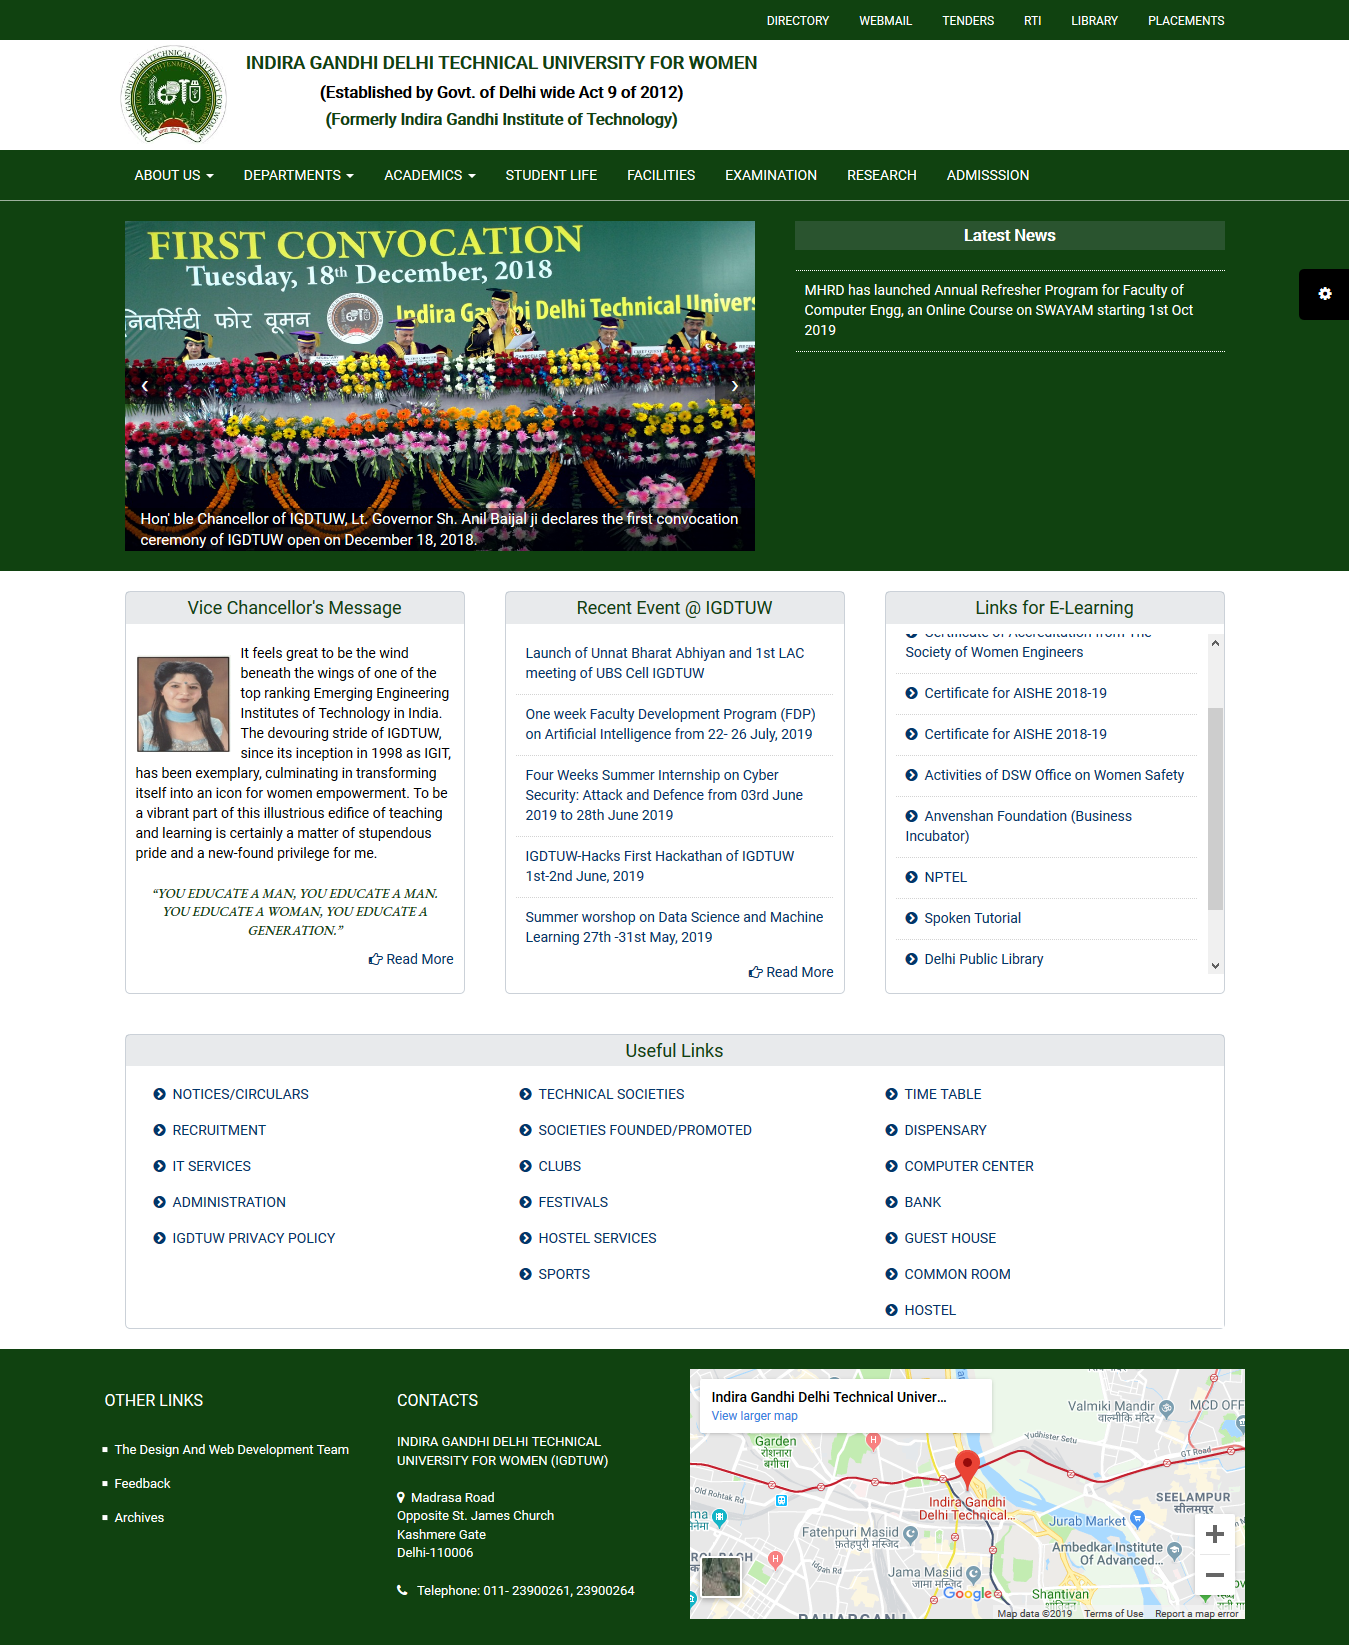 DIRECTORY WEBMAIL TENDERS RTI LIBRARY PLACEMENTS
INDIRA GANDHI DELHI TECHNICAL UNIVERSITY FOR WOMEN
(Established by Govt. of Delhi wide Act 9 of 2012)
(Formerly Indira Gandhi Institute of Technology)
ABOUT US DEPARTMENTS ACADEMICS STUDENT LIFE FACILITIES EXAMINATION RESEARCH ADMISSSION
FIRST CONVOCATION
Tuesday, 18th December, 2018
निवर्सिटी फोर वूमन
Indira Gandhi Delhi Technical Univers
Hon' ble Chancellor of IGDTUW, Lt. Governor Sh. Anil Baijal ji declares the first convocation
ceremony of IGDTUW open on December 18, 2018.
Latest News
MHRD has launched Annual Refresher Program for Faculty of
Computer Engg, an Online Course on SWAYAM starting 1st Oct
2019
Vice Chancellor's Message
It feels great to be the wind
beneath the wings of one of the
top ranking Emerging Engineering
Institutes of Technology in India.
The devouring stride of IGDTUW,
since its inception in 1998 as IGIT,
has been exemplary, culminating in transforming
itself into an icon for women empowerment. To be
a vibrant part of this illustrious edifice of teaching
and learning is certainly a matter of stupendous
pride and a new-found privilege for me.
“YOU EDUCATE A MAN, YOU EDUCATE A MAN.
YOU EDUCATE A WOMAN, YOU EDUCATE A
GENERATION.”
Read More
Recent Event @ IGDTUW
Launch of Unnat Bharat Abhiyan and 1st LAC
meeting of UBS Cell IGDTUW
One week Faculty Development Program (FDP)
on Artificial Intelligence from 22- 26 July, 2019
Four Weeks Summer Internship on Cyber
Security: Attack and Defence from 03rd June
2019 to 28th June 2019
IGDTUW-Hacks First Hackathan of IGDTUW
1st-2nd June, 2019
Summer worshop on Data Science and Machine
Learning 27th -31st May, 2019
Read More
Links for E-Learning
Certificate of Accreditation from The
Society of Women Engineers
Certificate for AISHE 2018-19
Certificate for AISHE 2018-19
Activities of DSW Office on Women Safety
Anvenshan Foundation (Business
Incubator)
NPTEL
Spoken Tutorial
Delhi Public Library
Useful Links
NOTICES/CIRCULARS
RECRUITMENT
IT SERVICES
ADMINISTRATION
IGDTUW PRIVACY POLICY
TECHNICAL SOCIETIES
SOCIETIES FOUNDED/PROMOTED
CLUBS
FESTIVALS
HOSTEL SERVICES
SPORTS
TIME TABLE
DISPENSARY
COMPUTER CENTER
BANK
GUEST HOUSE
COMMON ROOM
HOSTEL
OTHER LINKS
The Design And Web Development Team
Feedback
Archives
CONTACTS
INDIRA GANDHI DELHI TECHNICAL
UNIVERSITY FOR WOMEN (IGDTUW)
Madrasa Road
Opposite St. James Church
Kashmere Gate
Delhi-110006
Telephone: 011- 23900261, 23900264
Indira Gandhi Delhi Technical Univer...
View larger map
Valmiki Mandir
वाल्मीकि मंदिर
MCD OFF
Garden
रोशनारा
बगीचा
Yudhister Setu
GT Road
Old Rohtak Rd
SEELAMPUR
सीलमपुर
Indira Gandhi
Delhi Technical...
Jurab Market
Fatehpuri Masjid
फ़तेहपुरी मस्जिद
Ambedkar Institute
Of Advanced...
Idgah Rd
Jama Masjid
जामा मस्जिद
Google
Shantivan
Map data ©2019 Terms of Use Report a map error